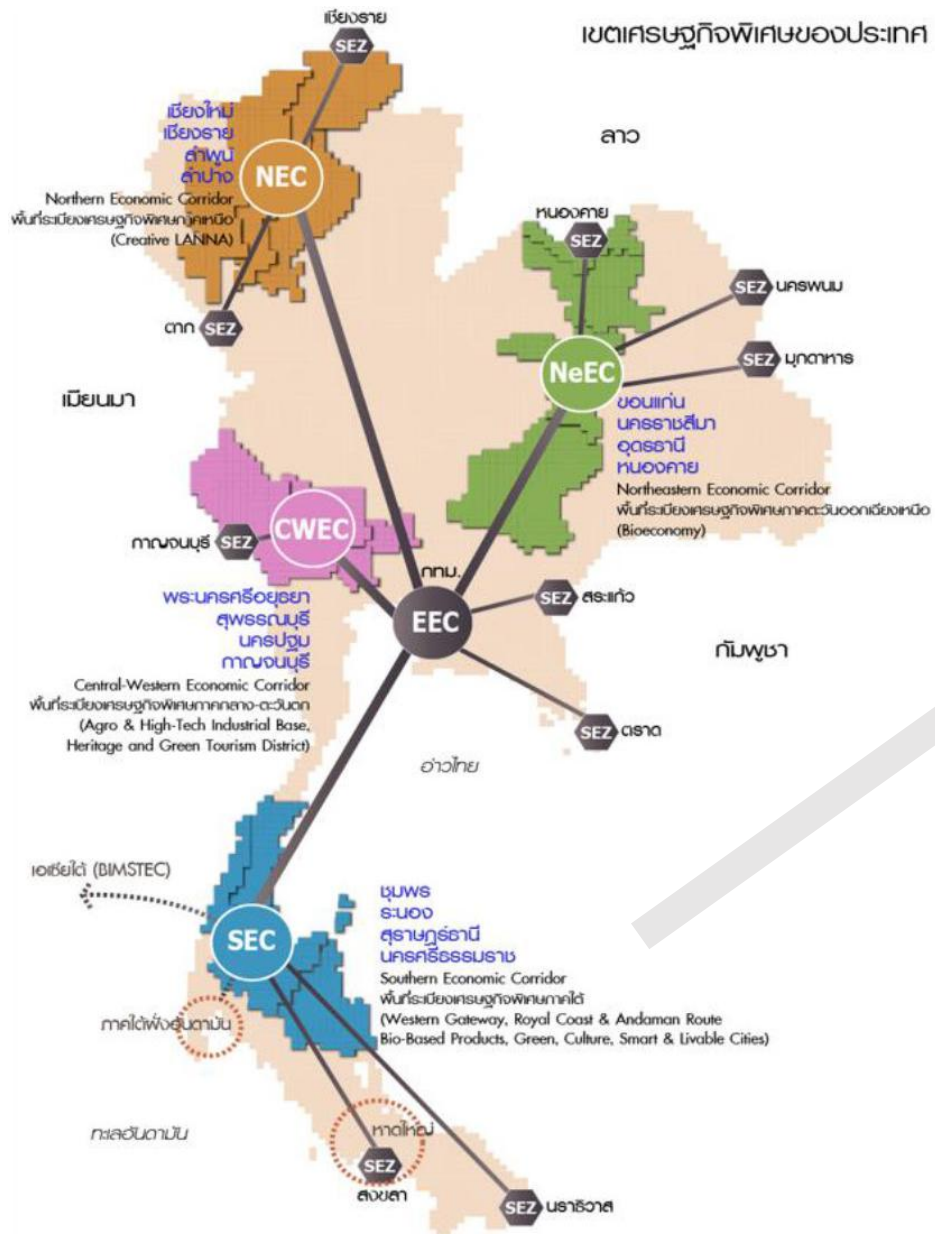 เขตเศรษฐกิจพิเศษของประเทศ
เชียงราย
SEZ
ลาว
เชียงใหม่
เชียงราย
ลำพูน
ลำปาง
NEC
Northern Economic Corridor
พื้นที่ระเบียงเศรษฐกิจพิเศษภาคเหนือ
(Creative LANNA)
หนองคาย
SEZ
SEZ นครพนม
ตาก SEZ
SEZ มุกดาหาร
NeEC
เมียนมา
ขอนแก่น
นครราชสีมา
อุดรธานี
หนองคาย
Northeastern Economic Corridor
พื้นที่ระเบียงเศรษฐกิจพิเศษภาคตะวันออกเฉียงเหนือ
(Bioeconomy)
CWEC
กาญจนบุรี SEZ
กทม.
EEC
SEZ สระแก้ว
พระนครศรีอยุธยา
สุพรรณบุรี
นครปฐม
กาญจนบุรี
Central-Western Economic Corridor
พื้นที่ระเบียงเศรษฐกิจพิเศษภาคกลาง-ตะวันตก
(Agro & High-Tech Industrial Base,
Heritage and Green Tourism District)
กัมพูชา
SEZ ตราด
อ่าวไทย
เอเชียใต้ (BIMSTEC)
SEC
ชุมพร
ระนอง
สุราษฎร์ธานี
นครศรีธรรมราช
Southern Economic Corridor
พื้นที่ระเบียงเศรษฐกิจพิเศษภาคใต้
(Western Gateway, Royal Coast & Andaman Route
Bio-Based Products, Green, Culture, Smart & Livable Cities)
ภาคใต้ฝั่งอันดามัน
ทะเลอันดามัน
หาดใหญ่
SEZ
สงขลา
SEZ นราธิวาส